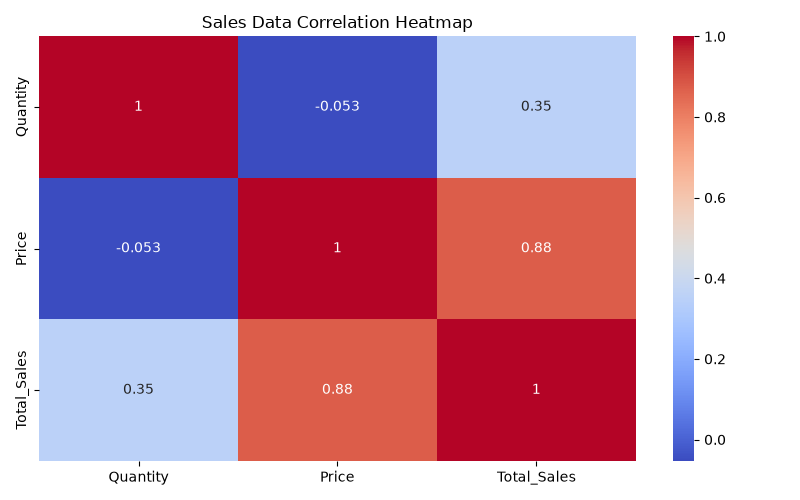 Sales Data Correlation Heatmap
Quantity
1
-0.053
0.35
Price
-0.053
1
0.88
Total_Sales
0.35
0.88
1
Quantity
Price
Total_Sales
1.0
0.8
0.6
0.4
0.2
0.0